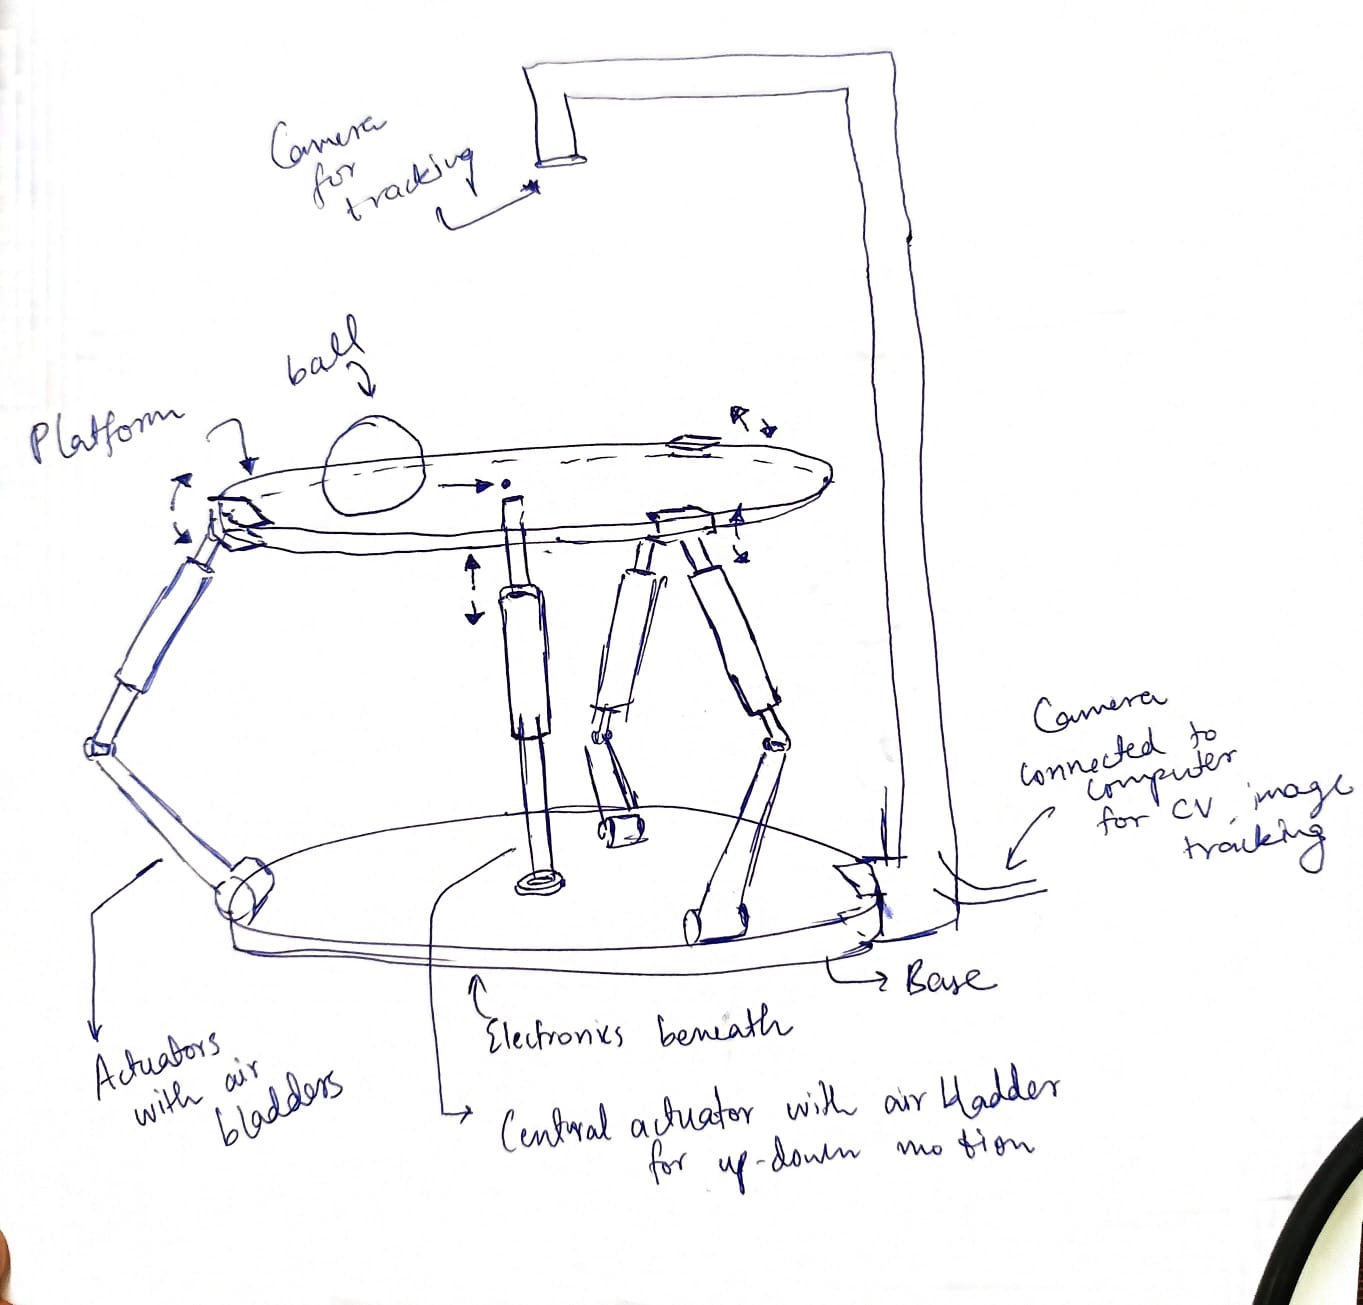 Camera
for
tracking
ball
Platform
Camera
connected to
computer
for CV, image
tracking
Base
Electronics beneath
Actuators
with air
bladders
Central actuator with air bladder
for up-down motion